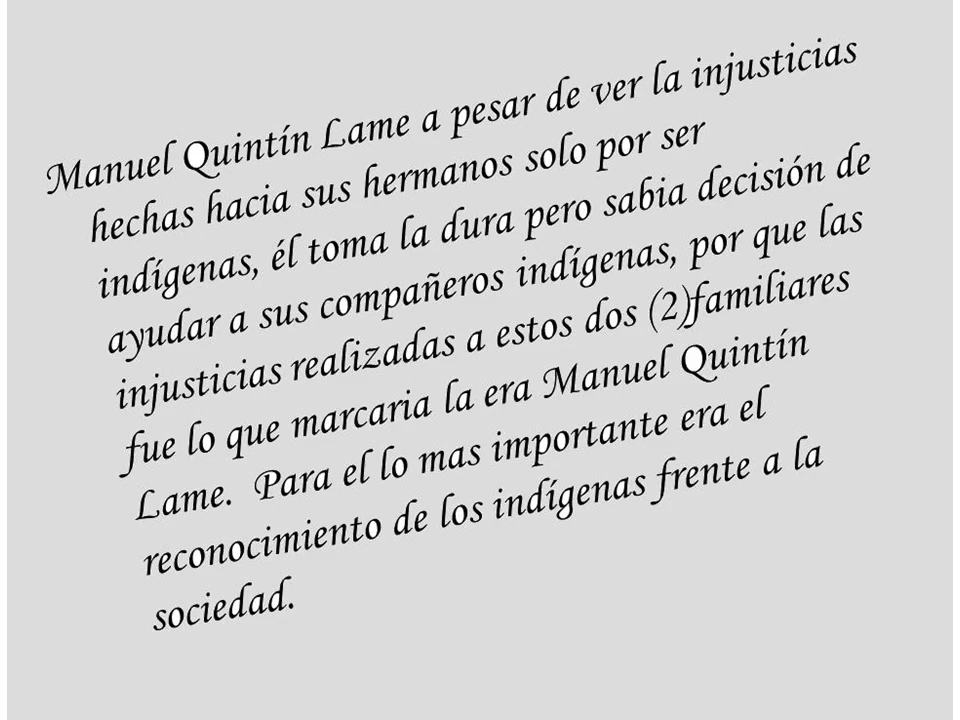 Manuel Quintín Lame a pesar de ver la injusticias
hechas hacia sus hermanos solo por ser
indígenas, él toma la dura pero sabia decisión de
ayudar a sus compañeros indígenas, por que las
injusticias realizadas a estos dos (2)familiares
fue lo que marcaria la era Manuel Quintín
Lame.  Para el lo mas importante era el
reconocimiento de los indígenas frente a la
sociedad.